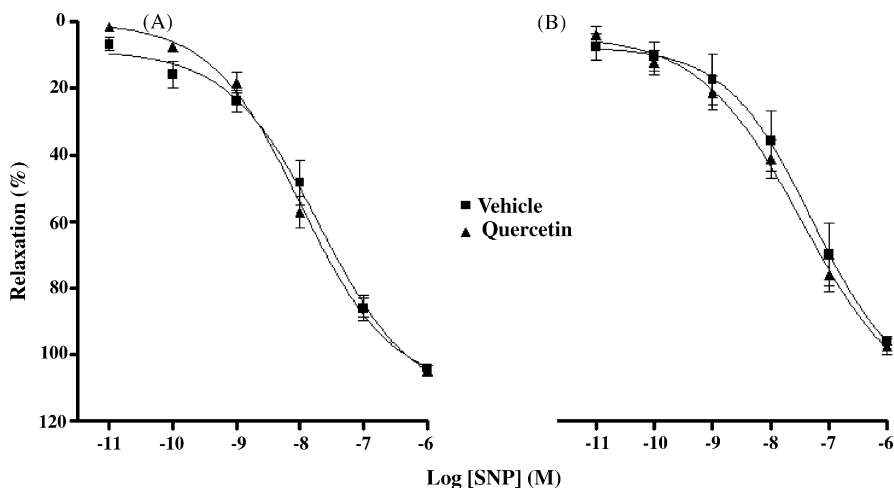 (A)
(B)
0
20
40
60
80
100
120
Relaxation (%)
Vehicle
Quercetin
-11 -10 -9 -8 -7 -6
-11 -10 -9 -8 -7 -6
Log [SNP] (M)